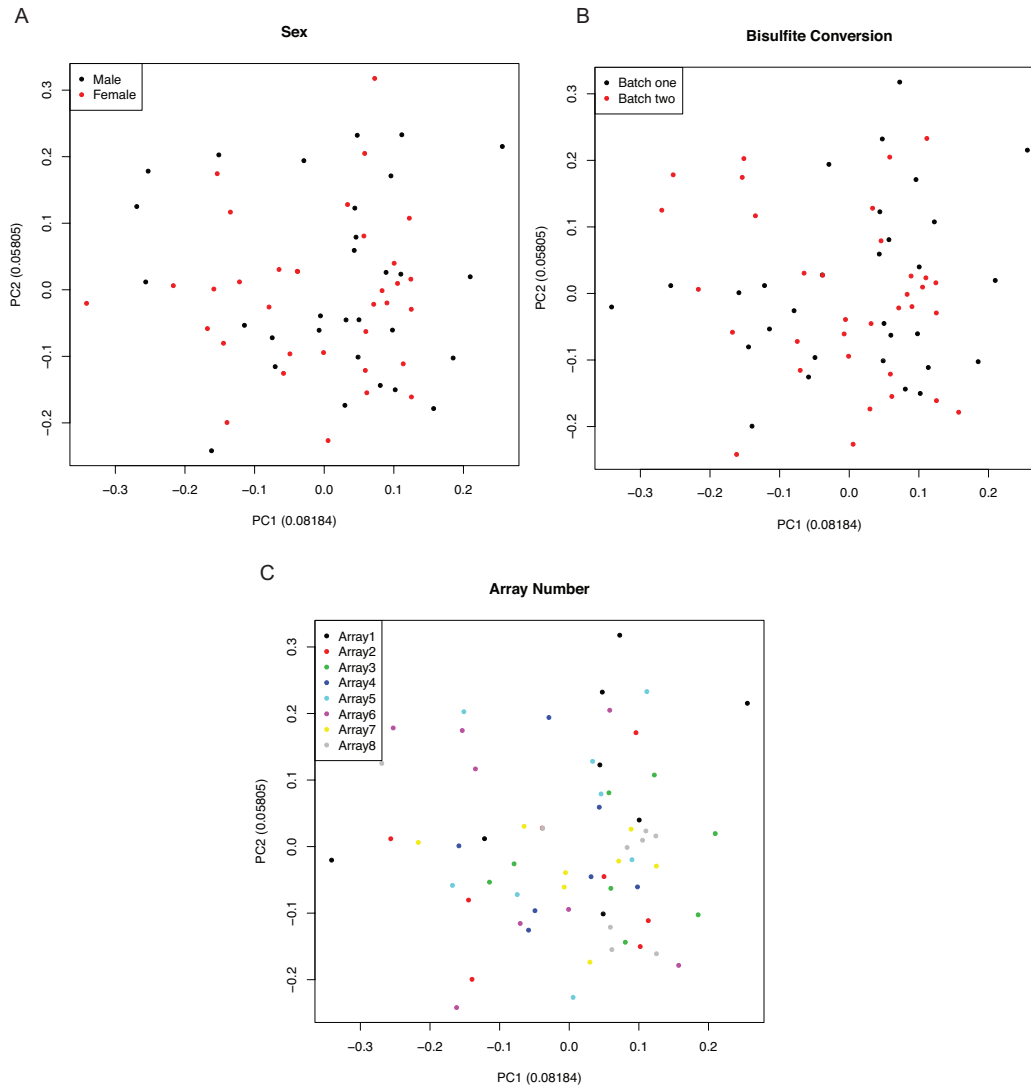 A
Sex
Male
Female
0.3
0.2
0.1
0.0
−0.1
−0.2
PC2 (0.05805)
−0.3 −0.2 −0.1 0.0 0.1 0.2
PC1 (0.08184)
B
Bisulfite Conversion
Batch one
Batch two
0.3
0.2
0.1
0.0
−0.1
−0.2
PC2 (0.05805)
−0.3 −0.2 −0.1 0.0 0.1 0.2
PC1 (0.08184)
C
Array Number
Array1
Array2
Array3
Array4
Array5
Array6
Array7
Array8
0.3
0.2
0.1
0.0
−0.1
−0.2
PC2 (0.05805)
−0.3 −0.2 −0.1 0.0 0.1 0.2
PC1 (0.08184)